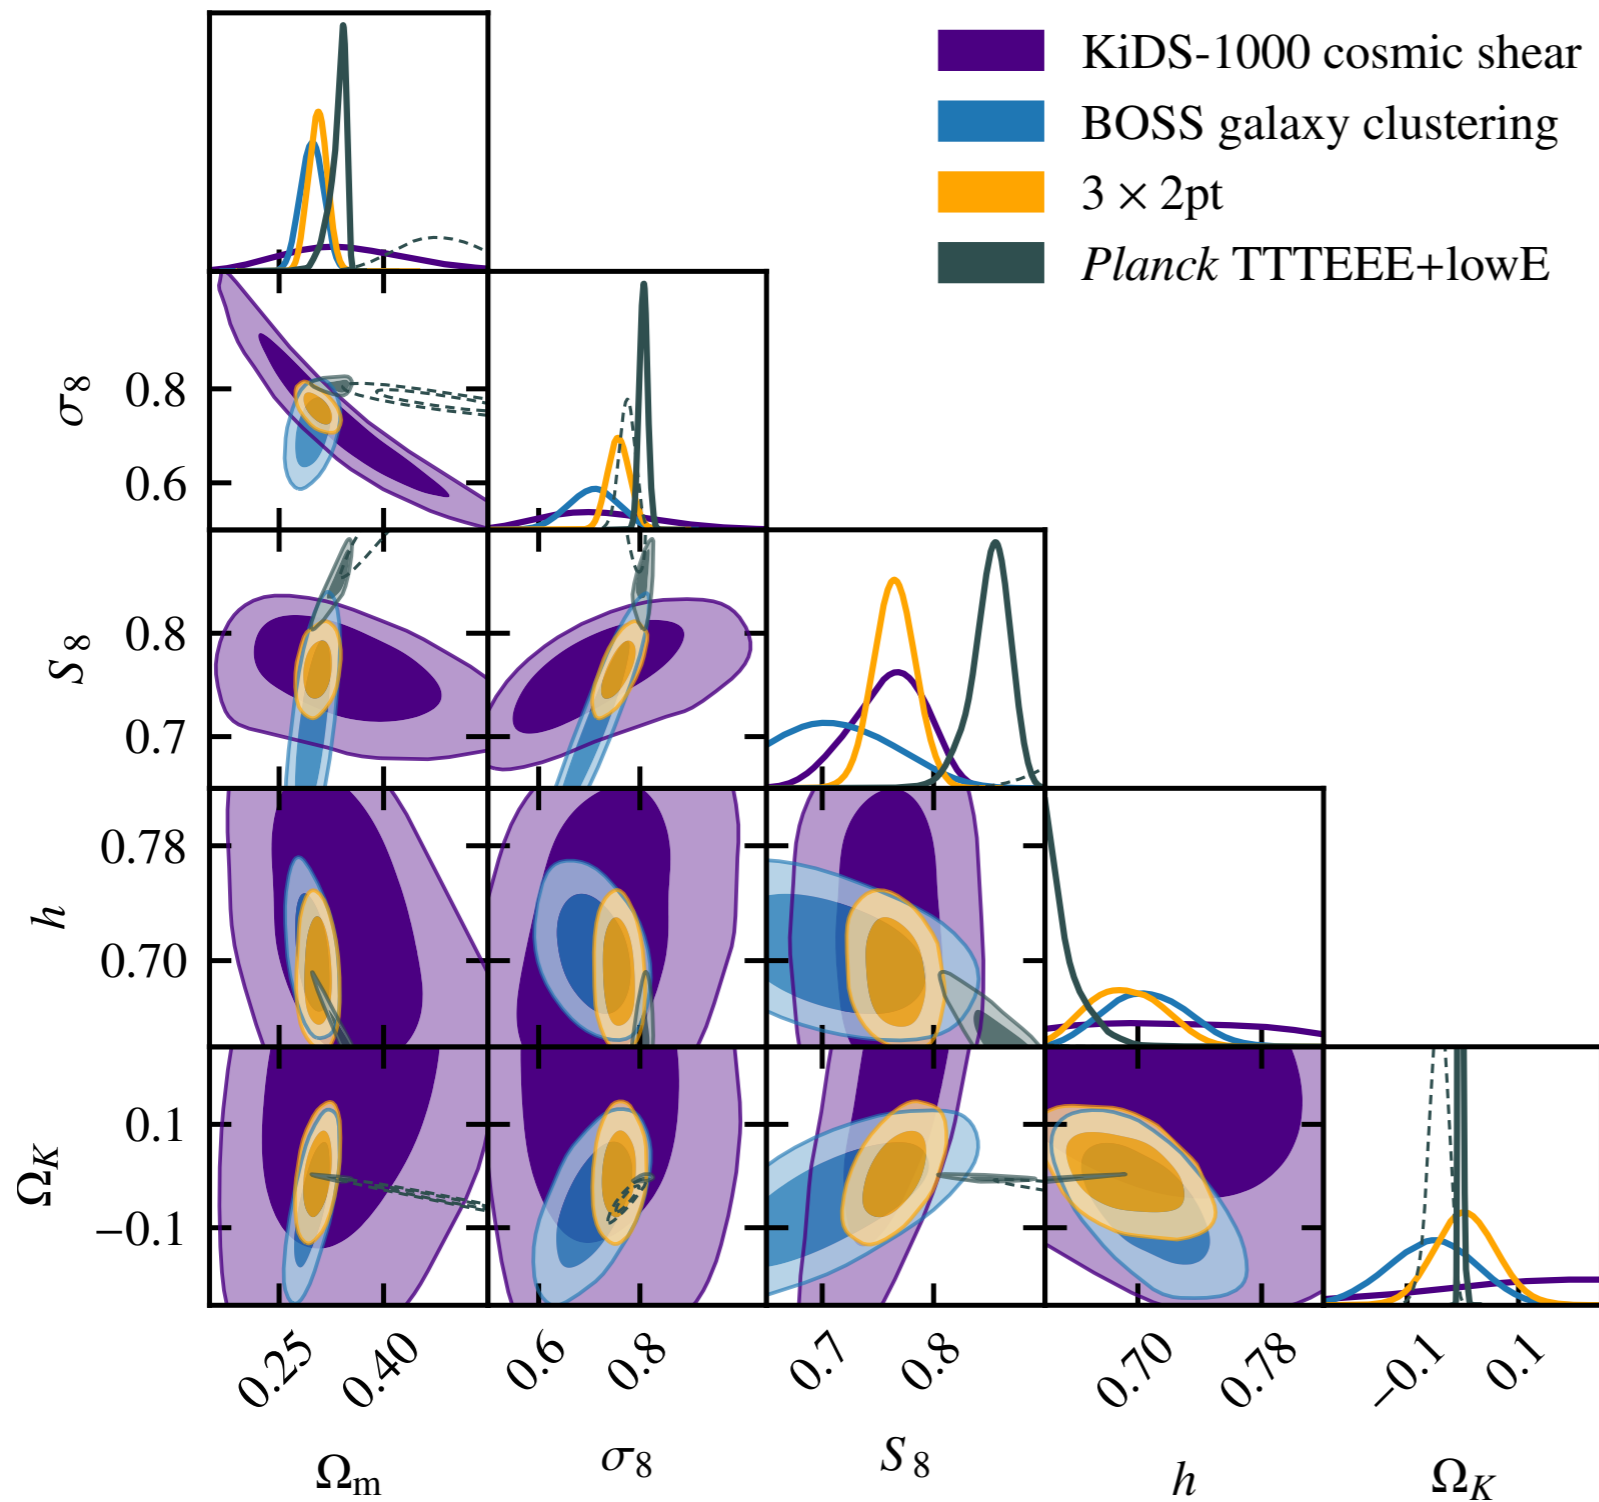 KiDS-1000 cosmic shear
BOSS galaxy clustering
3 × 2pt
Planck TTTEEE+lowE
σ8
0.8
0.6
S8
0.8
0.7
h
0.78
0.70
ΩK
0.1
−0.1
0.25 0.40 0.6 0.8 0.7 0.8 0.70 0.78 −0.1 0.1
Ωm σ8 S8 h ΩK